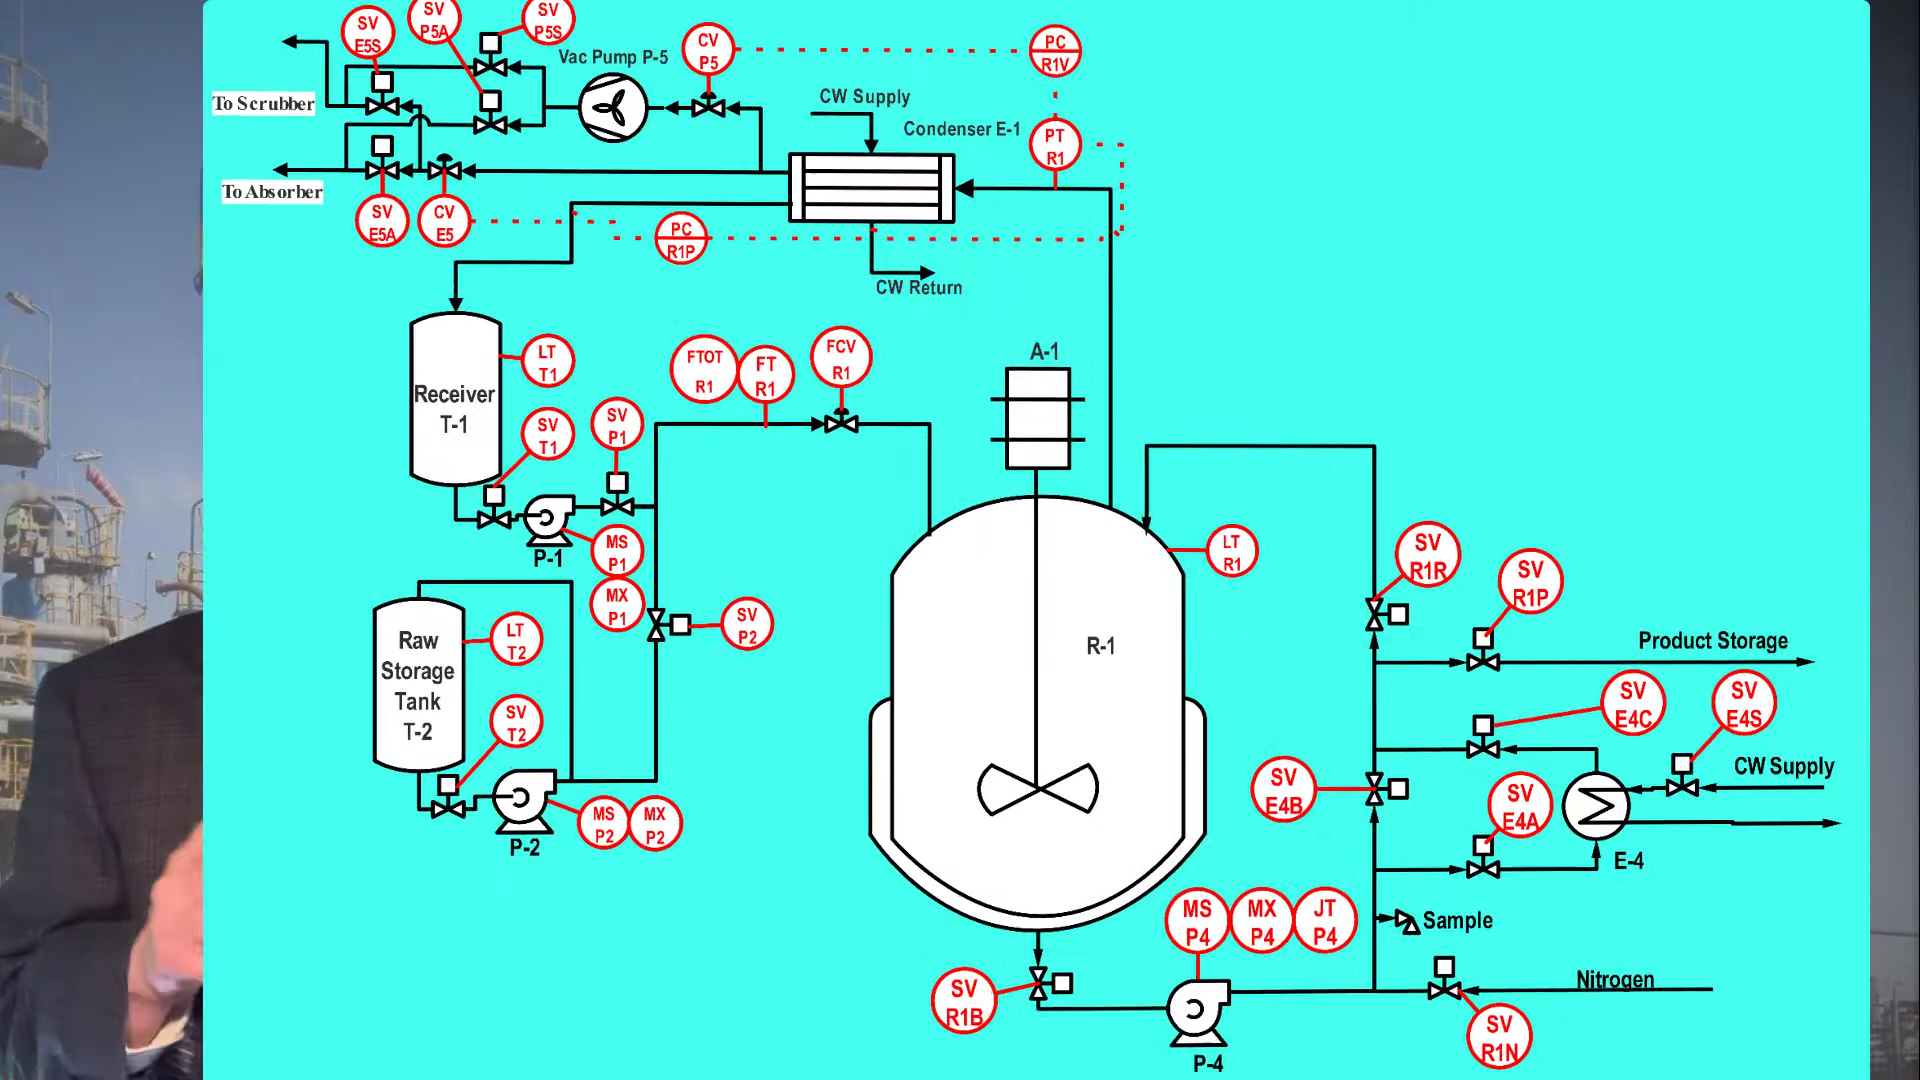 SV
E5S
SV
P5A
SV
P5S
Vac Pump P-5
CV
P5
PC
R1V
To Scrubber
CW Supply
Condenser E-1
PT
R1
To Absorber
SV
E5A
CV
E5
PC
R1P
CW Return
LT
T1
Receiver
T-1
SV
T1
SV
P1
FTOT
R1
FT
R1
FCV
R1
A-1
P-1
MS
P1
MX
P1
LT
R1
SV
R1R
SV
R1P
Raw
Storage
Tank
T-2
LT
T2
SV
T2
SV
P2
R-1
Product Storage
SV
E4C
SV
E4S
CW Supply
SV
E4B
SV
E4A
E-4
P-2
MS
P2
MX
P2
MS
P4
MX
P4
JT
P4
Sample
SV
R1B
Nitrogen
SV
R1N
P-4